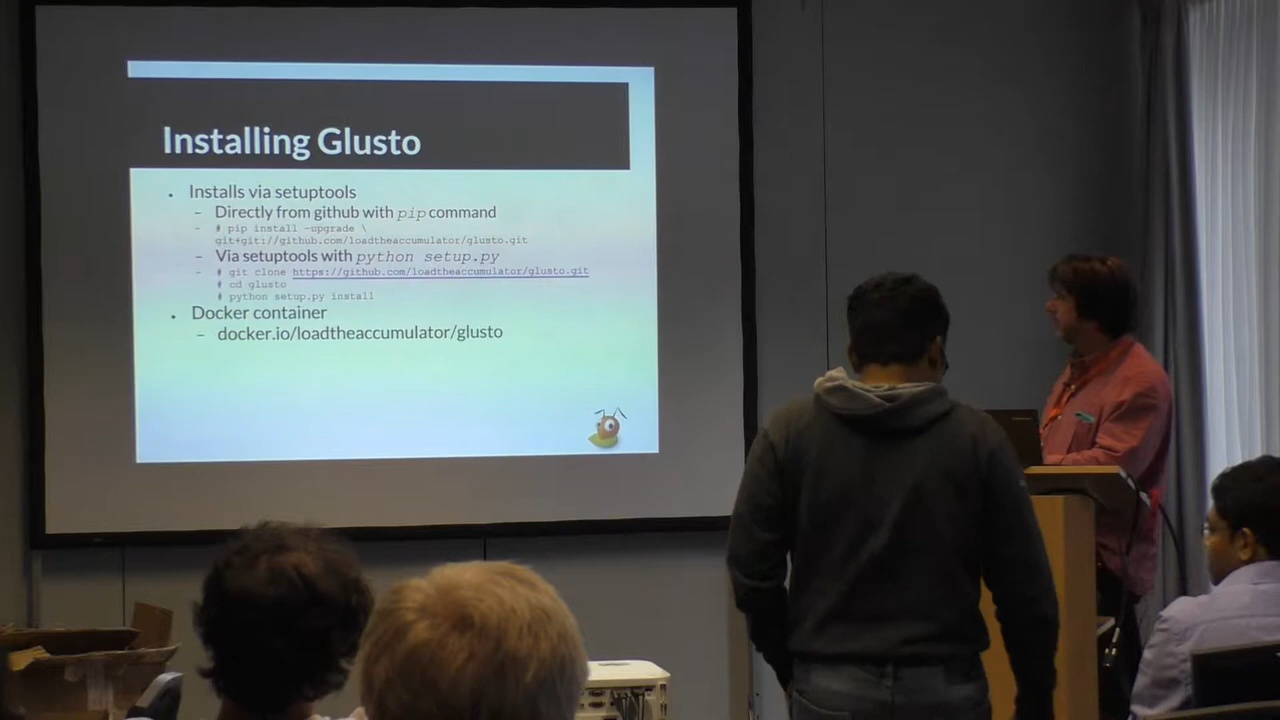 Installing Glusto
• Installs via setuptools
– Directly from github with pip command
– # pip install –upgrade \
git+git://github.com/loadtheaccumulator/glusto.git
– Via setuptools with python setup.py
– # git clone https://github.com/loadtheaccumulator/glusto.git
# cd glusto
# python setup.py install
• Docker container
– docker.io/loadtheaccumulator/glusto